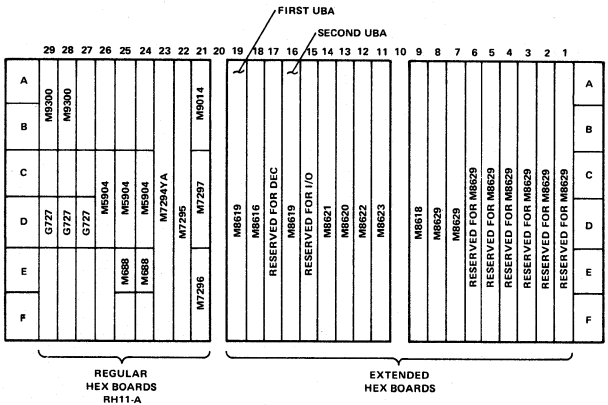 FIRST UBA
SECOND UBA
29 28 27 26 25 24 23 22 21 20 19 18 17 16 15 14 13 12 11 10 9 8 7 6 5 4 3 2 1
A
B
C
D
E
F
M9300
G727
M9300
G727
G727
M5904
M5904
M688
M5904
M688
M7294YA
M7295
M9014
M7297
M7296
M8619
M8616
RESERVED FOR DEC
M8619
RESERVED FOR I/O
M8621
M8620
M8622
M8623
M8618
M8629
M8629
RESERVED FOR M8629
RESERVED FOR M8629
RESERVED FOR M8629
RESERVED FOR M8629
RESERVED FOR M8629
RESERVED FOR M8629
A
B
C
D
E
F
REGULAR
HEX BOARDS
RH11-A
EXTENDED
HEX BOARDS